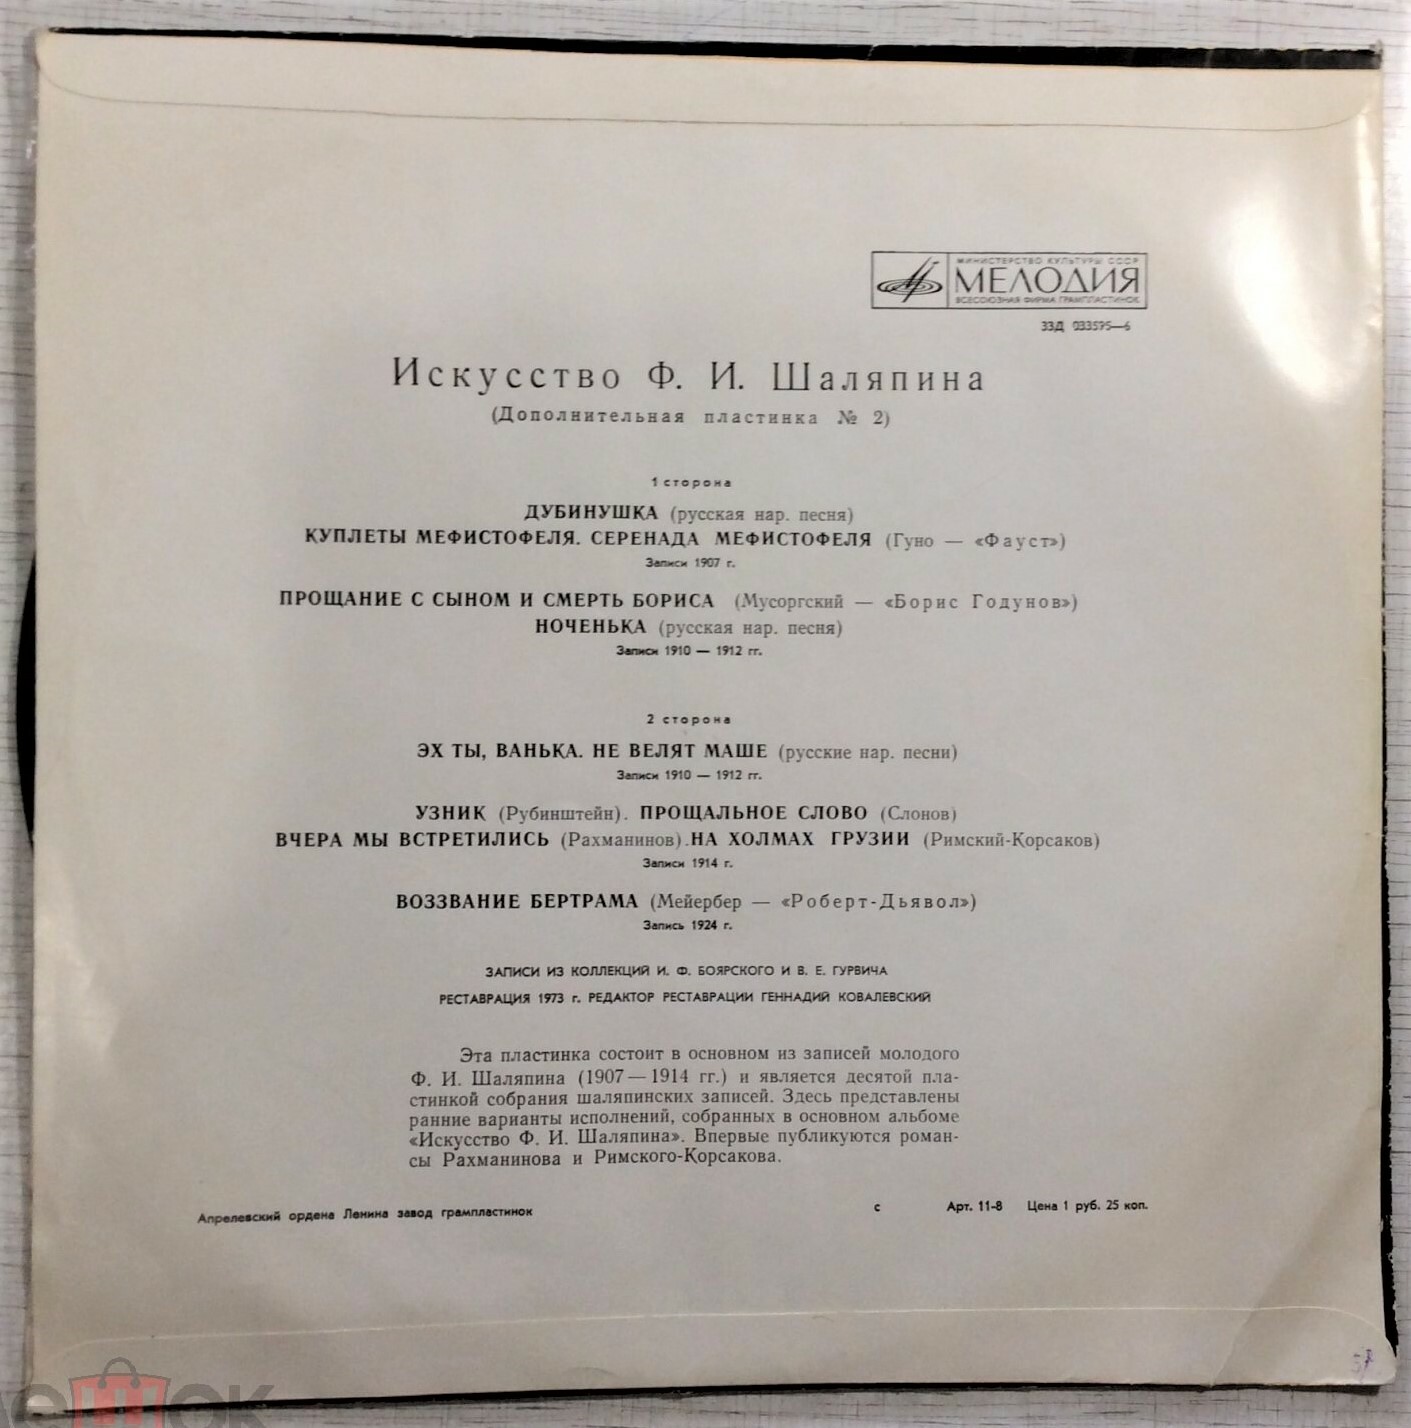 МИНИСТЕРСТВО КУЛЬТУРЫ СССР
МЕЛОДИЯ
ВСЕСОЮЗНАЯ ФИРМА ГРАМПЛАСТИНОК
33Д 033595—6
Искусство Ф. И. Шаляпина
(Дополнительная пластинка № 2)
1 сторона
ДУБИНУШКА (русская нар. песня)
КУПЛЕТЫ МЕФИСТОФЕЛЯ. СЕРЕНАДА МЕФИСТОФЕЛЯ (Гуно — «Фауст»)
Записи 1907 г.
ПРОЩАНИЕ С СЫНОМ И СМЕРТЬ БОРИСА (Мусоргский — «Борис Годунов»)
НОЧЕНЬКА (русская нар. песня)
Записи 1910 — 1912 гг.
2 сторона
ЭХ ТЫ, ВАНЬКА. НЕ ВЕЛЯТ МАШЕ (русские нар. песни)
Записи 1910 — 1912 гг.
УЗНИК (Рубинштейн). ПРОЩАЛЬНОЕ СЛОВО (Слонов)
ВЧЕРА МЫ ВСТРЕТИЛИСЬ (Рахманинов). НА ХОЛМАХ ГРУЗИИ (Римский-Корсаков)
Записи 1914 г.
ВОЗЗВАНИЕ БЕРТРАМА (Мейербер — «Роберт-Дьявол»)
Запись 1924 г.
ЗАПИСИ ИЗ КОЛЛЕКЦИЙ И. Ф. БОЯРСКОГО И В. Е. ГУРВИЧА
РЕСТАВРАЦИЯ 1973 г. РЕДАКТОР РЕСТАВРАЦИИ ГЕННАДИЙ КОВАЛЕВСКИЙ
Эта пластинка состоит в основном из записей молодого
Ф. И. Шаляпина (1907 — 1914 гг.) и является десятой пла-
стинкой собрания шаляпинских записей. Здесь представлены
ранние варианты исполнений, собранных в основном альбоме
«Искусство Ф. И. Шаляпина». Впервые публикуются роман-
сы Рахманинова и Римского-Корсакова.
Апрелевский ордена Ленина завод грампластинок с Арт. 11-8 Цена 1 руб. 25 коп.